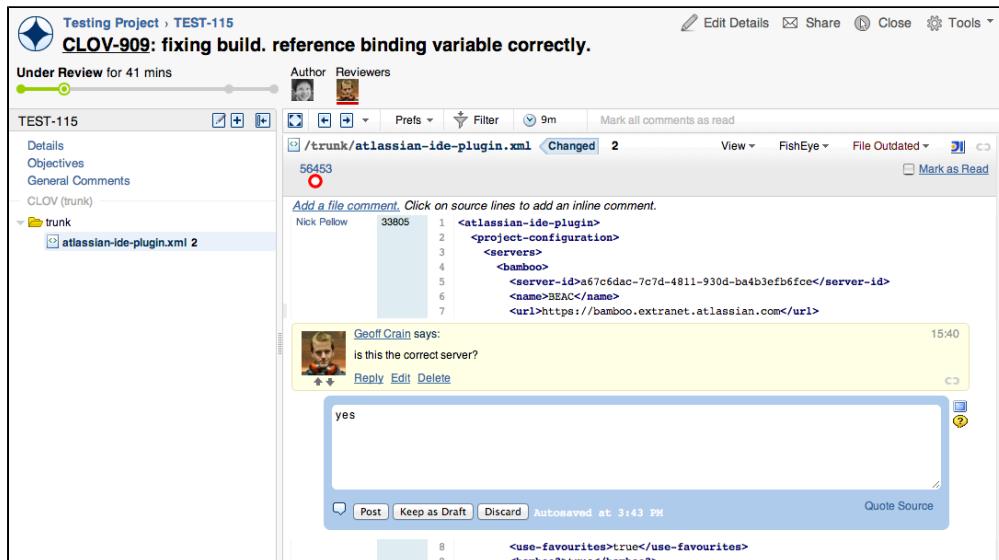 Testing Project › TEST-115
CLOV-909: fixing build. reference binding variable correctly.
Edit Details Share Close Tools
Under Review for 41 mins
Author Reviewers
TEST-115
Details
Objectives
General Comments
CLOV (trunk)
trunk
atlassian-ide-plugin.xml 2
Prefs Filter 9m Mark all comments as read
/trunk/atlassian-ide-plugin.xml Changed 2 View FishEye File Outdated
56453 Mark as Read
Add a file comment. Click on source lines to add an inline comment.
Nick Pellow 33805 1 <atlassian-ide-plugin>
2 <project-configuration>
3 <servers>
4 <bamboo>
5 <server-id>a67c6dac-7c7d-4811-930d-ba4b3efb6fce</server-id>
6 <name>BEAC</name>
7 <url>https://bamboo.extranet.atlassian.com</url>
Geoff Crain says: 15:40
is this the correct server?
Reply Edit Delete
yes
Post Keep as Draft Discard Autosaved at 3:43 PM Quote Source
8 <use-favourites>true</use-favourites>